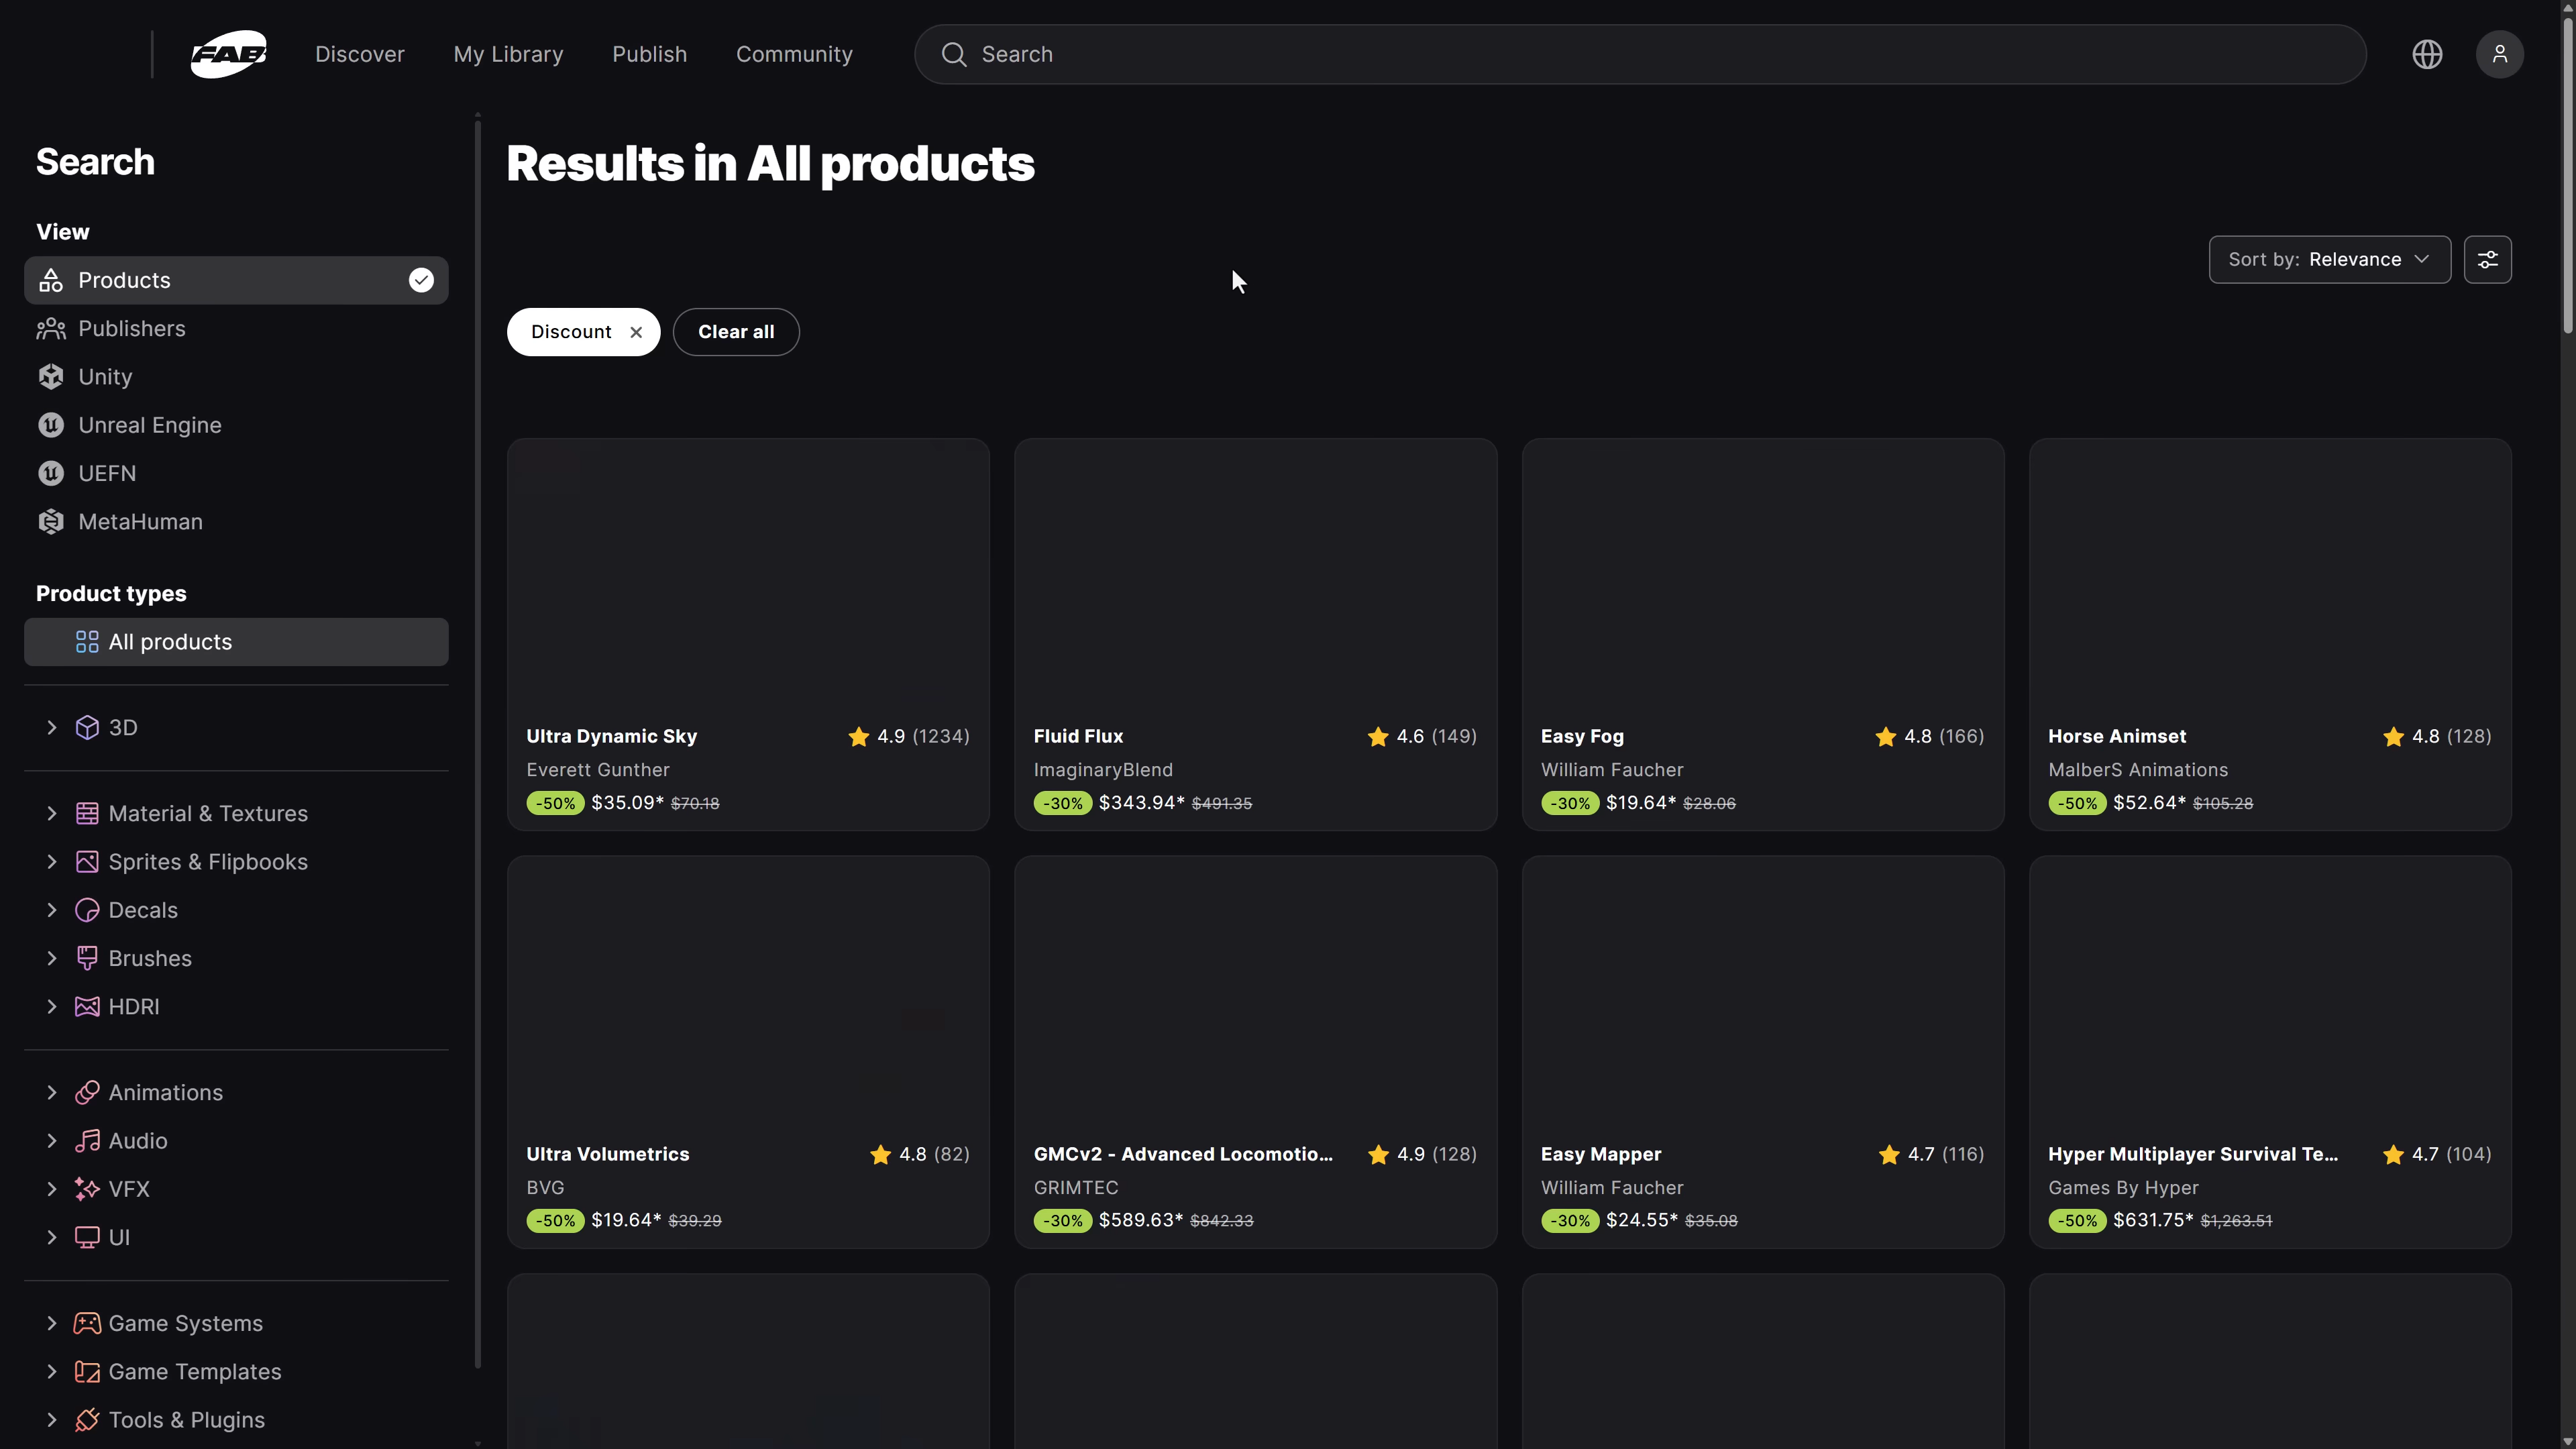 FAB
Discover
My Library
Publish
Community
Search
Search
View
Products
Publishers
Unity
Unreal Engine
UEFN
MetaHuman
Product types
All products
3D
Material & Textures
Sprites & Flipbooks
Decals
Brushes
HDRI
Animations
Audio
VFX
UI
Game Systems
Game Templates
Tools & Plugins
Results in All products
Sort by: Relevance
Discount
Clear all
Ultra Dynamic Sky 4.9 (1234)
Everett Gunther
-50% $35.09* $70.18
Fluid Flux 4.6 (149)
ImaginaryBlend
-30% $343.94* $491.35
Easy Fog 4.8 (166)
William Faucher
-30% $19.64* $28.06
Horse Animset 4.8 (128)
MalberS Animations
-50% $52.64* $105.28
Ultra Volumetrics 4.8 (82)
BVG
-50% $19.64* $39.29
GMCv2 - Advanced Locomotio... 4.9 (128)
GRIMTEC
-30% $589.63* $842.33
Easy Mapper 4.7 (116)
William Faucher
-30% $24.55* $35.08
Hyper Multiplayer Survival Te... 4.7 (104)
Games By Hyper
-50% $631.75* $1,263.51